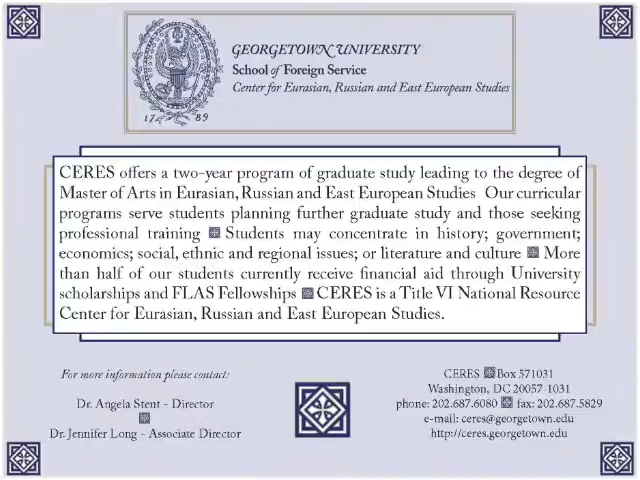 GEORGETOWN UNIVERSITY
School of Foreign Service
Center for Eurasian, Russian and East European Studies
17 89
CERES offers a two-year program of graduate study leading to the degree of
Master of Arts in Eurasian, Russian and East European Studies Our curricular
programs serve students planning further graduate study and those seeking
professional training Students may concentrate in history; government;
economics; social, ethnic and regional issues; or literature and culture More
than half of our students currently receive financial aid through University
scholarships and FLAS Fellowships CERES is a Title VI National Resource
Center for Eurasian, Russian and East European Studies.
For more information please contact:
Dr. Angela Stent - Director
Dr. Jennifer Long - Associate Director
CERES Box 571031
Washington, DC 20057-1031
phone: 202.687.6080 fax: 202.687.5829
e-mail: ceres@georgetown.edu
http://ceres.georgetown.edu